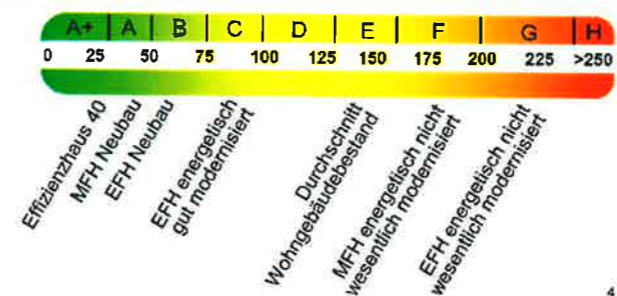 A+ A B C D E F G H
0 25 50 75 100 125 150 175 200 225 >250
Effizienzhaus 40
MFH Neubau
EFH Neubau
EFH energetisch
gut modernisiert
Durchschnitt
Wohngebäudebestand
MFH energetisch nicht
wesentlich modernisiert
EFH energetisch nicht
wesentlich modernisiert
4